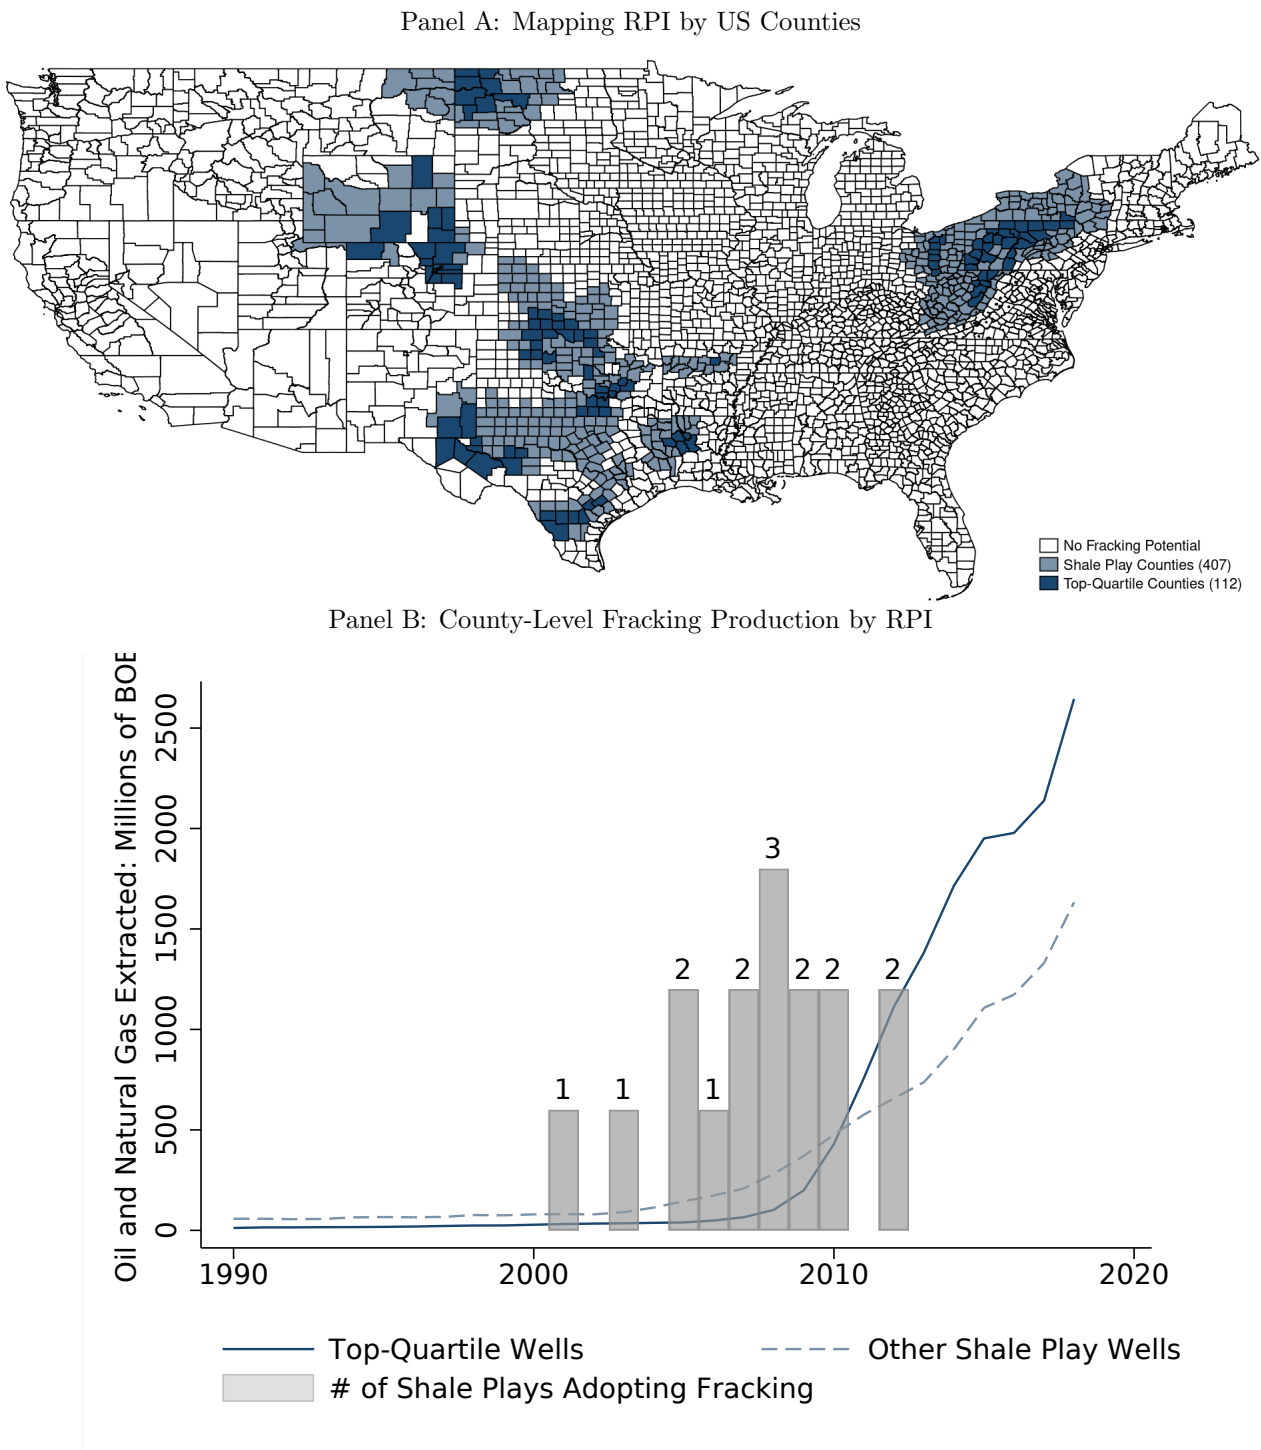 Panel A: Mapping RPI by US Counties
No Fracking Potential
Shale Play Counties (407)
Top-Quartile Counties (112)
Panel B: County-Level Fracking Production by RPI
Oil and Natural Gas Extracted: Millions of BOE
2500
2000
1500
1000
500
0
3
2 2 2 2 2
1 1 1
1990 2000 2010 2020
Top-Quartile Wells
Other Shale Play Wells
# of Shale Plays Adopting Fracking